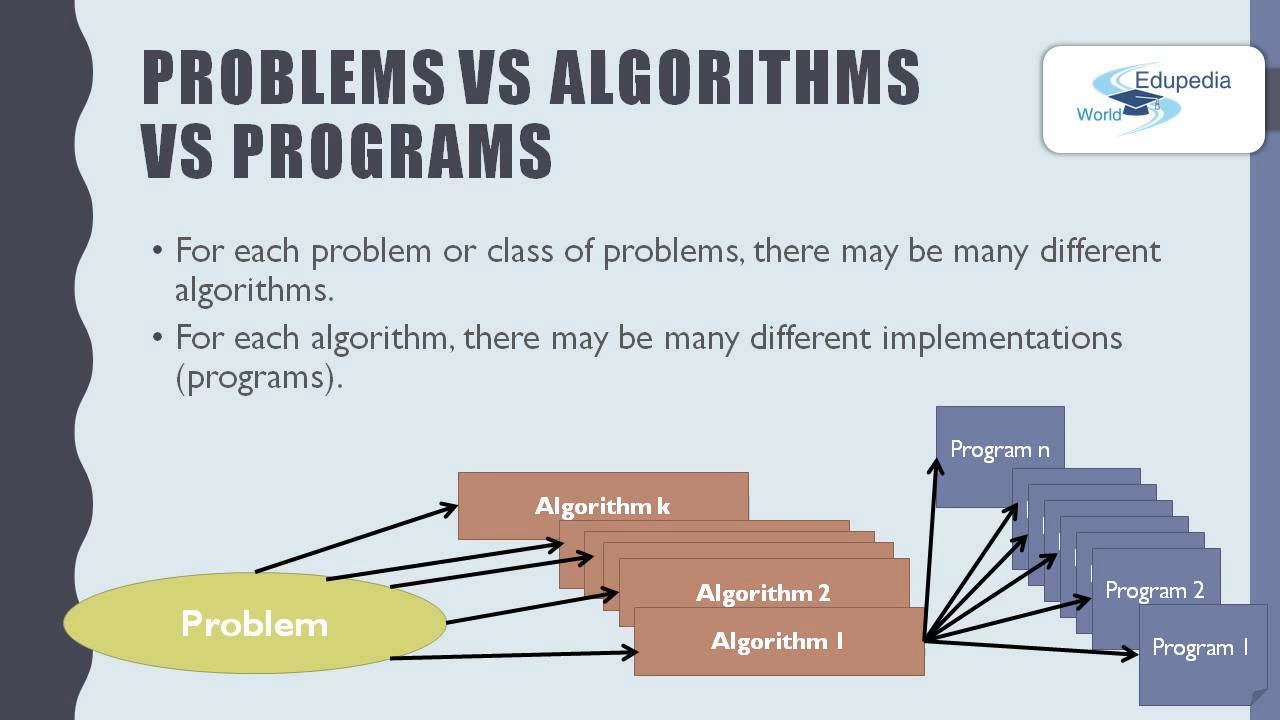 PROBLEMS VS ALGORITHMS
VS PROGRAMS
Edupedia
World
• For each problem or class of problems, there may be many different
algorithms.
• For each algorithm, there may be many different implementations
(programs).
Program n
Algorithm k
Algorithm 2
Program 2
Problem
Algorithm 1
Program 1